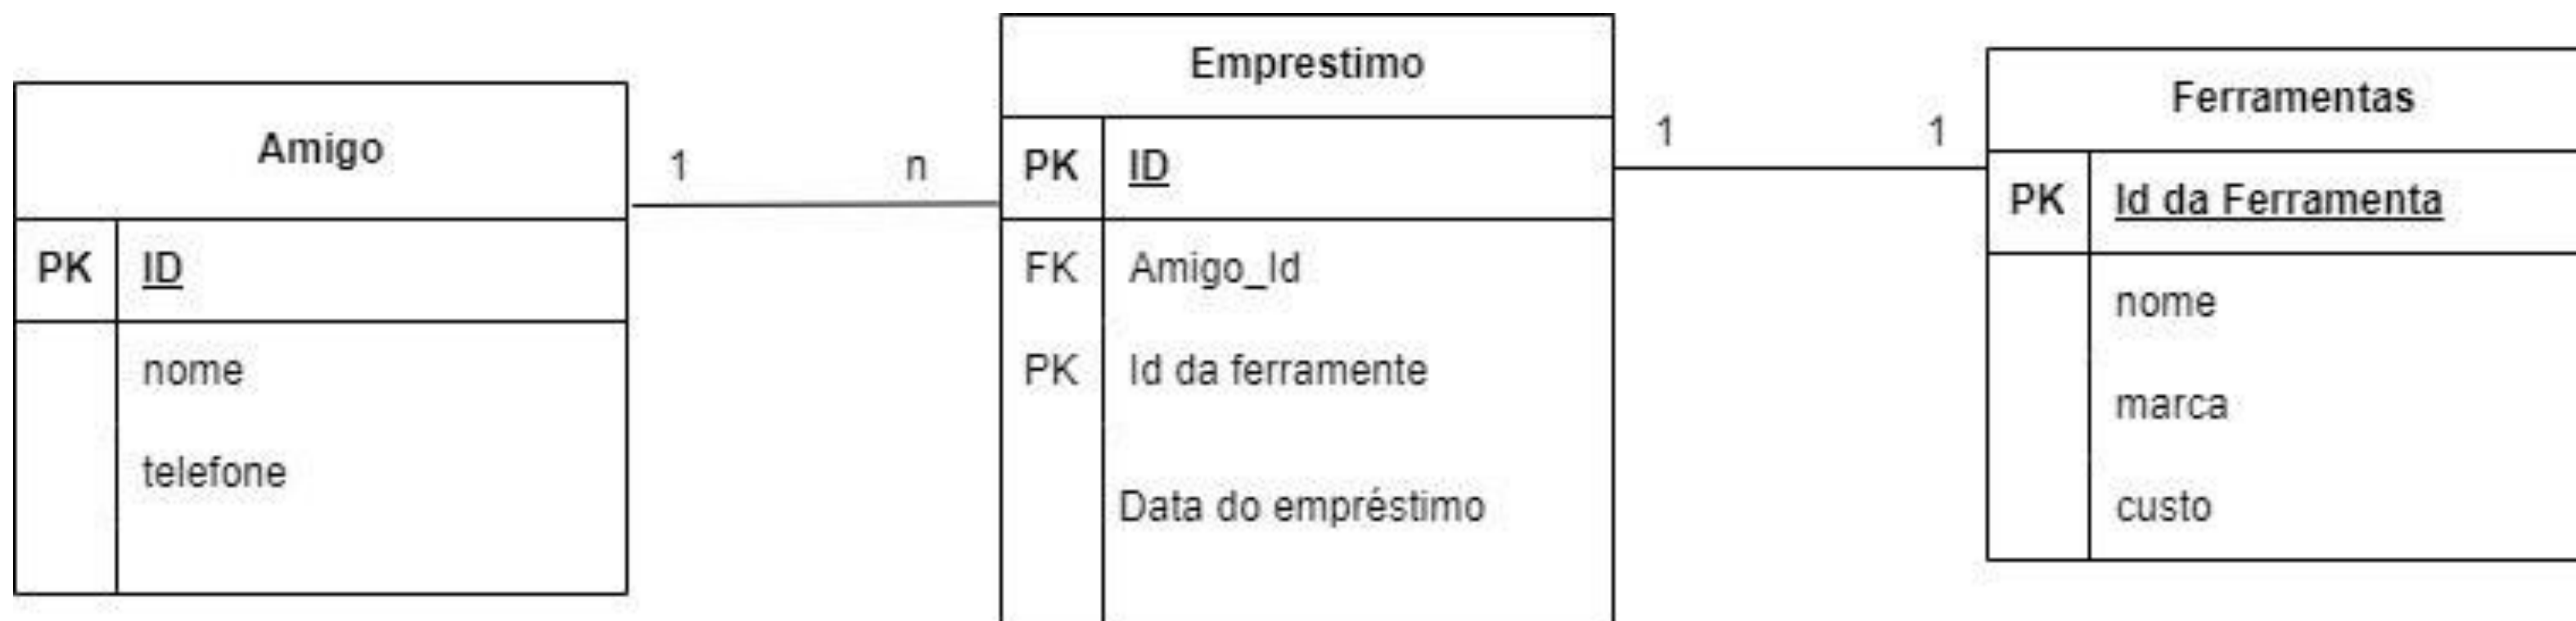 Amigo
PK ID
nome
telefone
1 n
Emprestimo
PK ID
FK Amigo_Id
PK Id da ferramente
Data do empréstimo
1 1
Ferramentas
PK Id da Ferramenta
nome
marca
custo